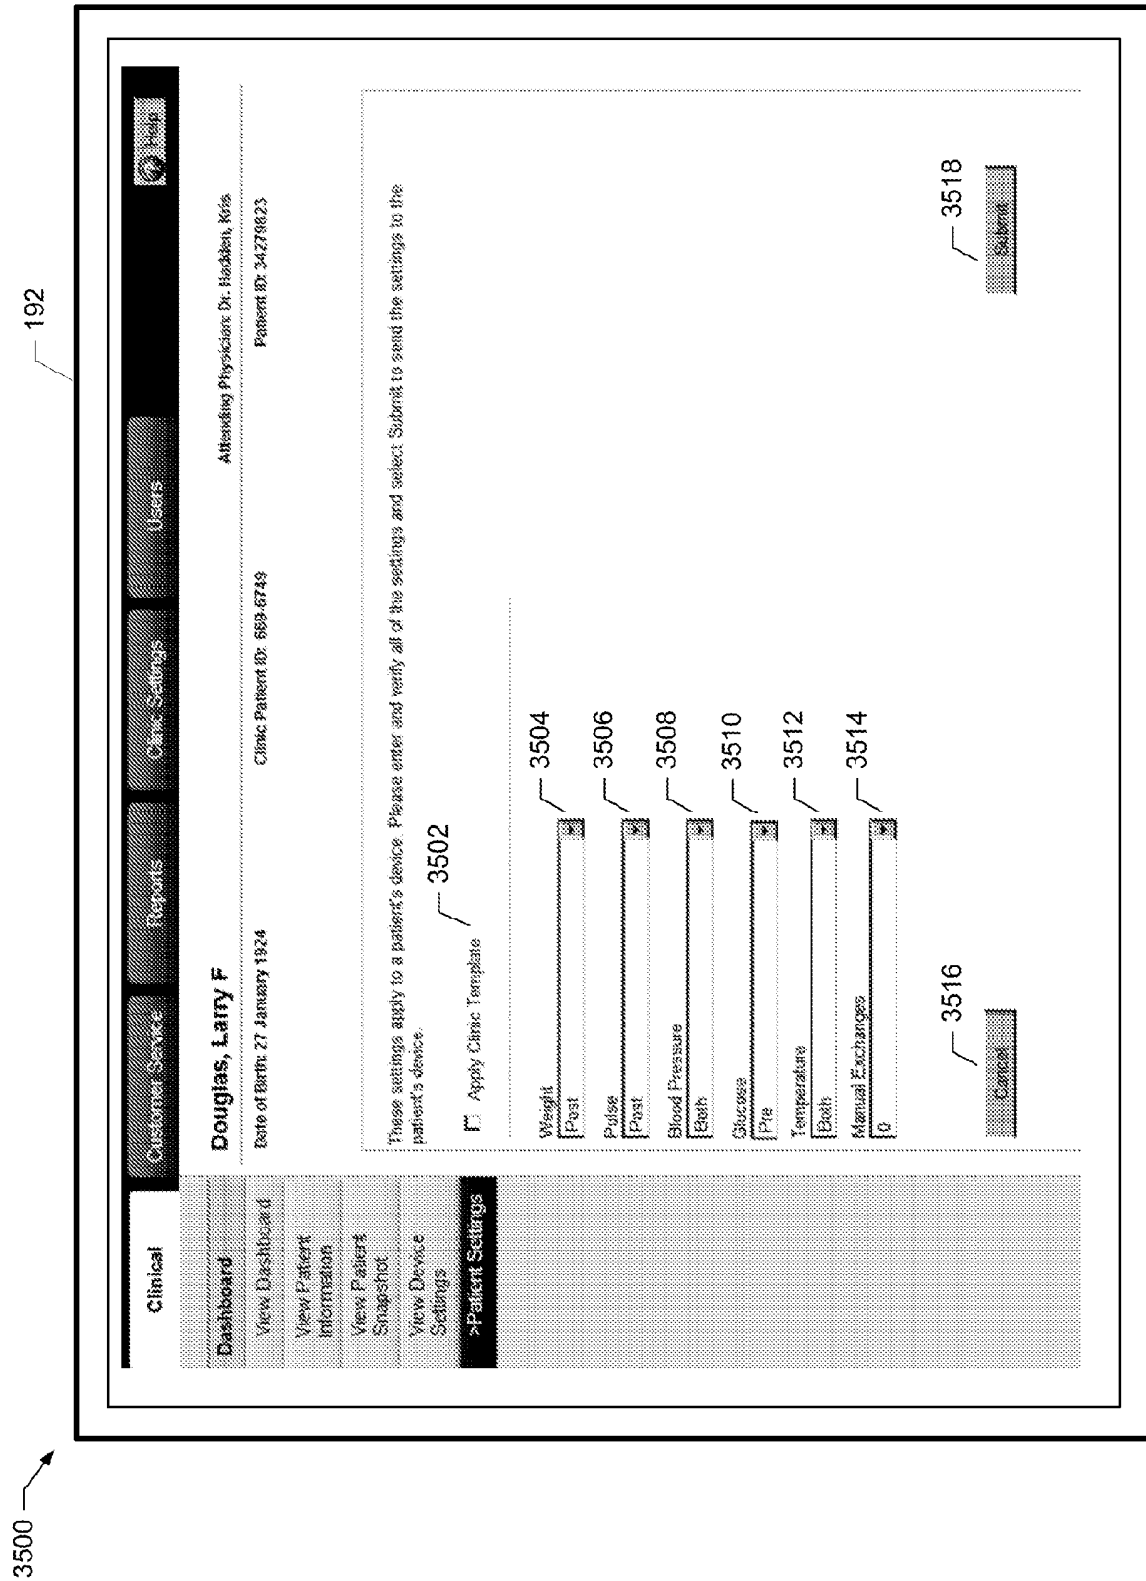 3500
192
Clinical
Customer Service
Reports
Clinic Settings
Users
Help
Dashboard
View Dashboard
View Patient
Information
View Patient
Snapshot
View Device
Settings
>Patient Settings
Douglas, Larry F
Attending Physician: Dr. Hadden, Kris
Date of Birth: 27 January 1924
Clinic Patient ID: 669-6749
Patient ID: 34279823
These settings apply to a patient's device. Please enter and verify all of the settings and select Submit to send the settings to the
patient's device.
Apply Clinic Template
3502
Weight
Post
3504
Pulse
Post
3506
Blood Pressure
Both
3508
Glucose
Pre
3510
Temperature
Both
3512
Manual Exchanges
0
3514
Cancel
3516
Submit
3518